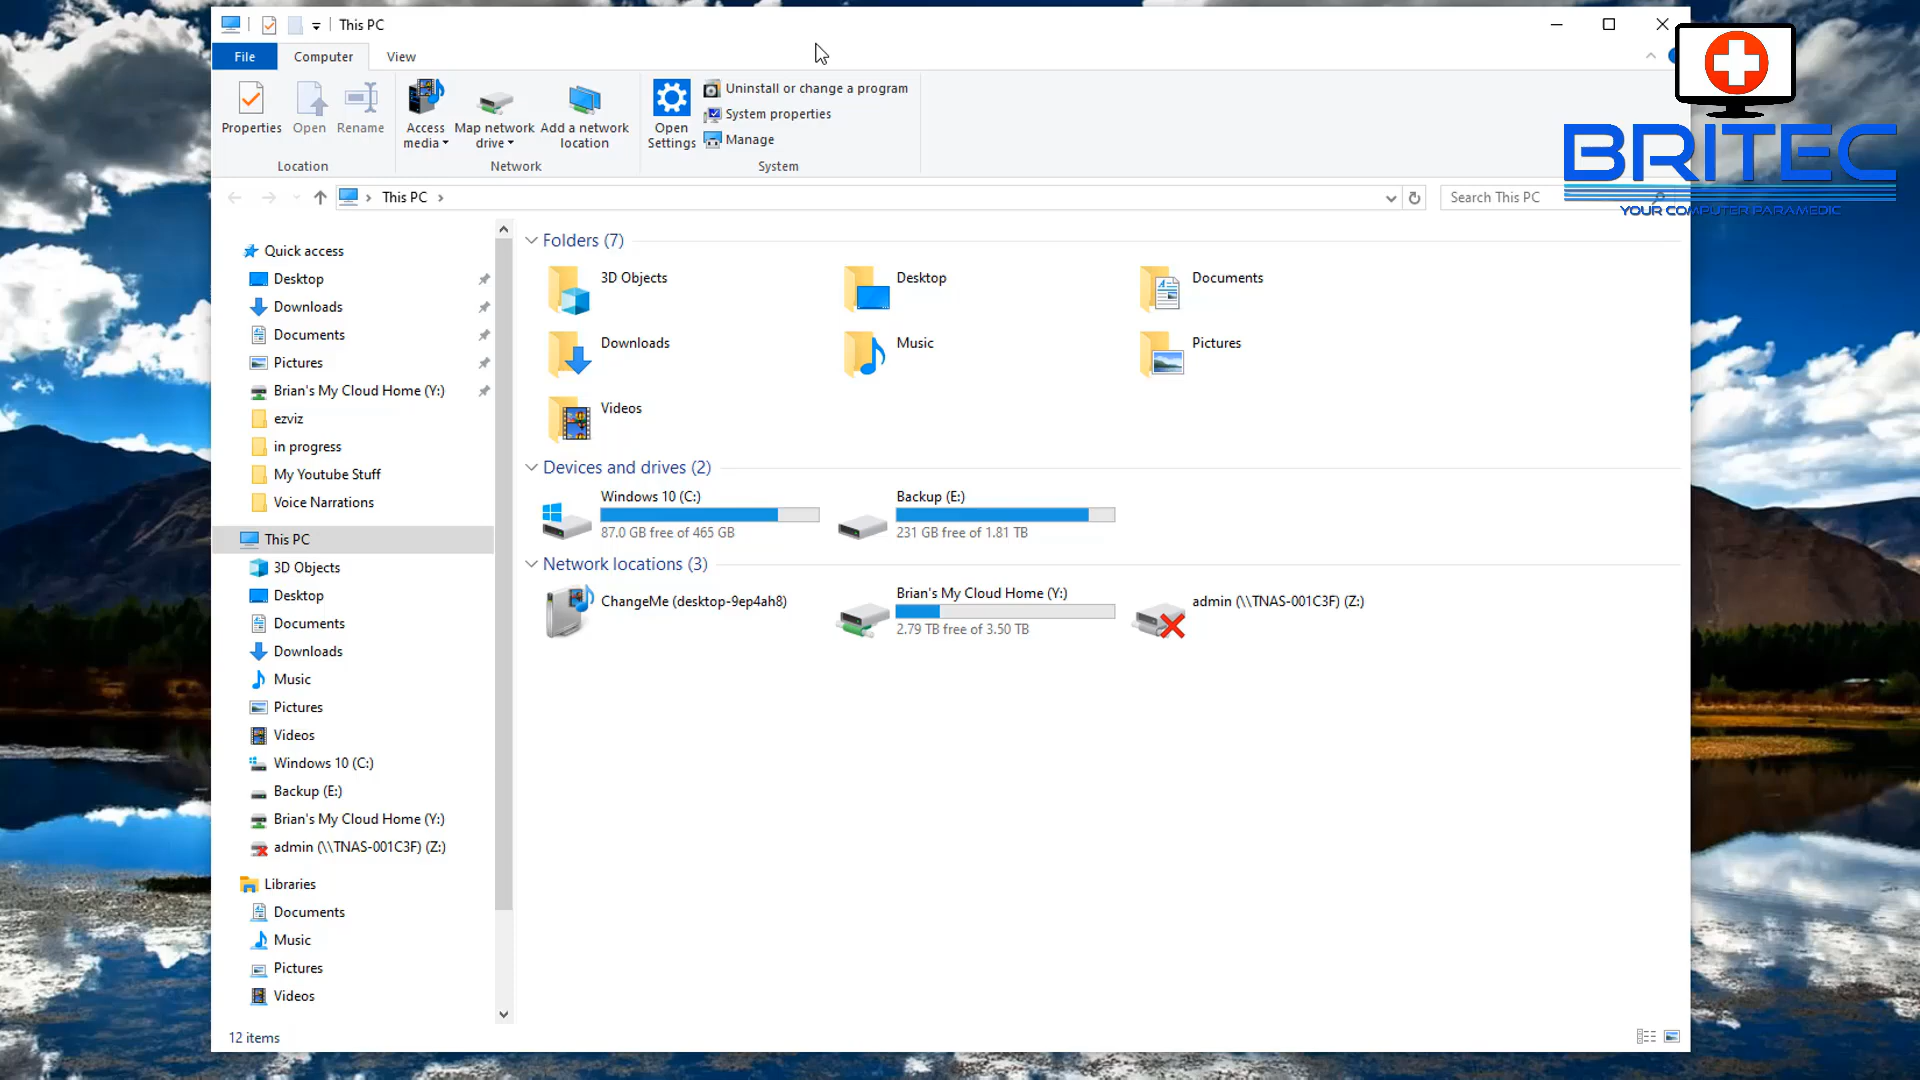 This PC
File
Computer
View
Properties
Open
Rename
Access media
Map network drive
Add a network location
Open Settings
Uninstall or change a program
System properties
Manage
Location
Network
System
This PC
Search This PC
BRITEC
YOUR COMPUTER PARAMEDIC
Quick access
Desktop
Downloads
Documents
Pictures
Brian's My Cloud Home (Y:)
ezviz
in progress
My Youtube Stuff
Voice Narrations
This PC
3D Objects
Desktop
Documents
Downloads
Music
Pictures
Videos
Windows 10 (C:)
Backup (E:)
Brian's My Cloud Home (Y:)
admin (\\TNAS-001C3F) (Z:)
Libraries
Documents
Music
Pictures
Videos
Folders (7)
3D Objects
Desktop
Documents
Downloads
Music
Pictures
Videos
Devices and drives (2)
Windows 10 (C:)
87.0 GB free of 465 GB
Backup (E:)
231 GB free of 1.81 TB
Network locations (3)
ChangeMe (desktop-9ep4ah8)
Brian's My Cloud Home (Y:)
2.79 TB free of 3.50 TB
admin (\\TNAS-001C3F) (Z:)
12 items